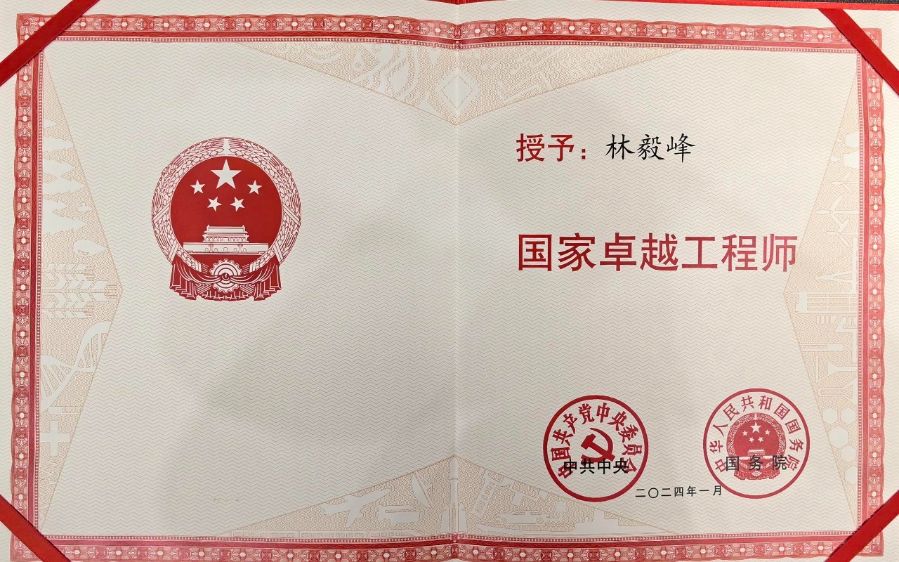 授予：林毅峰
国家卓越工程师
中国共产党中央委员会
中共中央
中华人民共和国国务院
国务院
二〇二四年一月